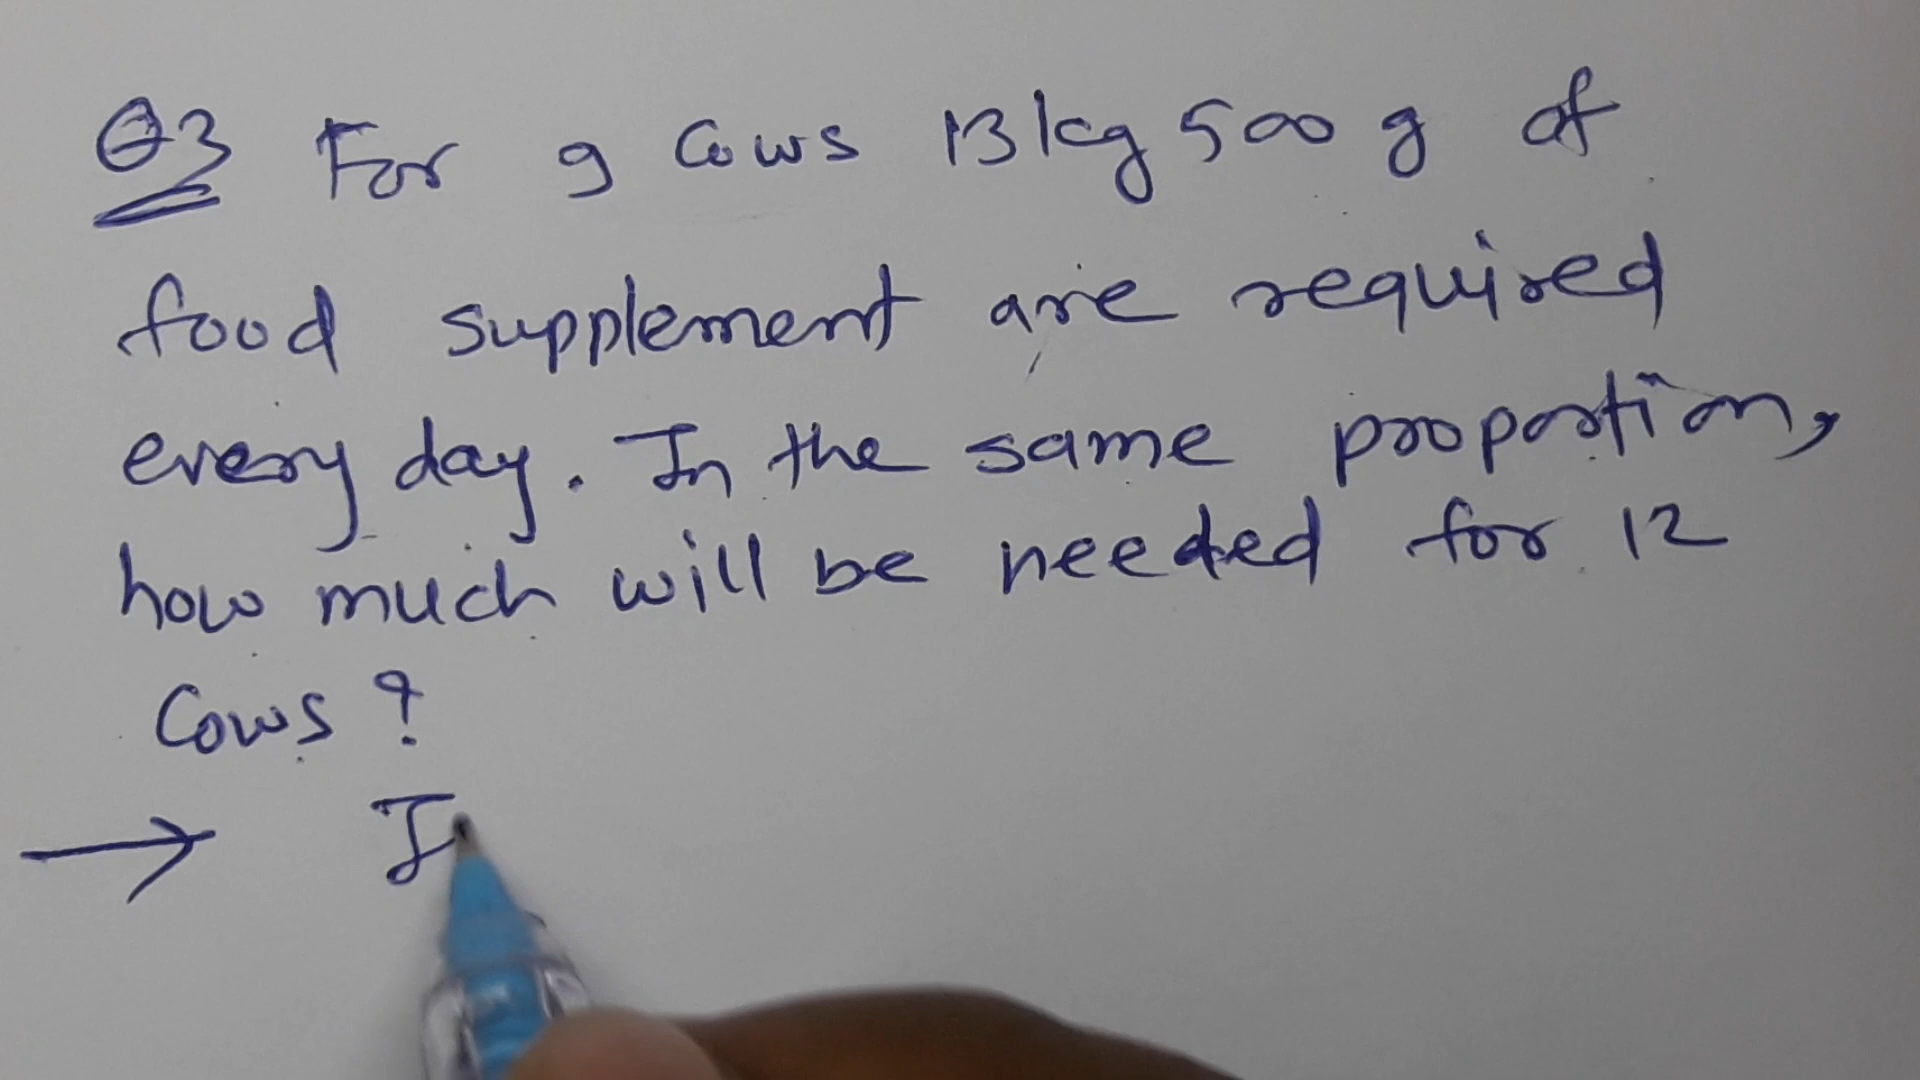 Q3 For 9 Cows 13kg 500 g of
food supplement are required
every day. In the same proportion,
how much will be needed for 12
Cows?
→ I